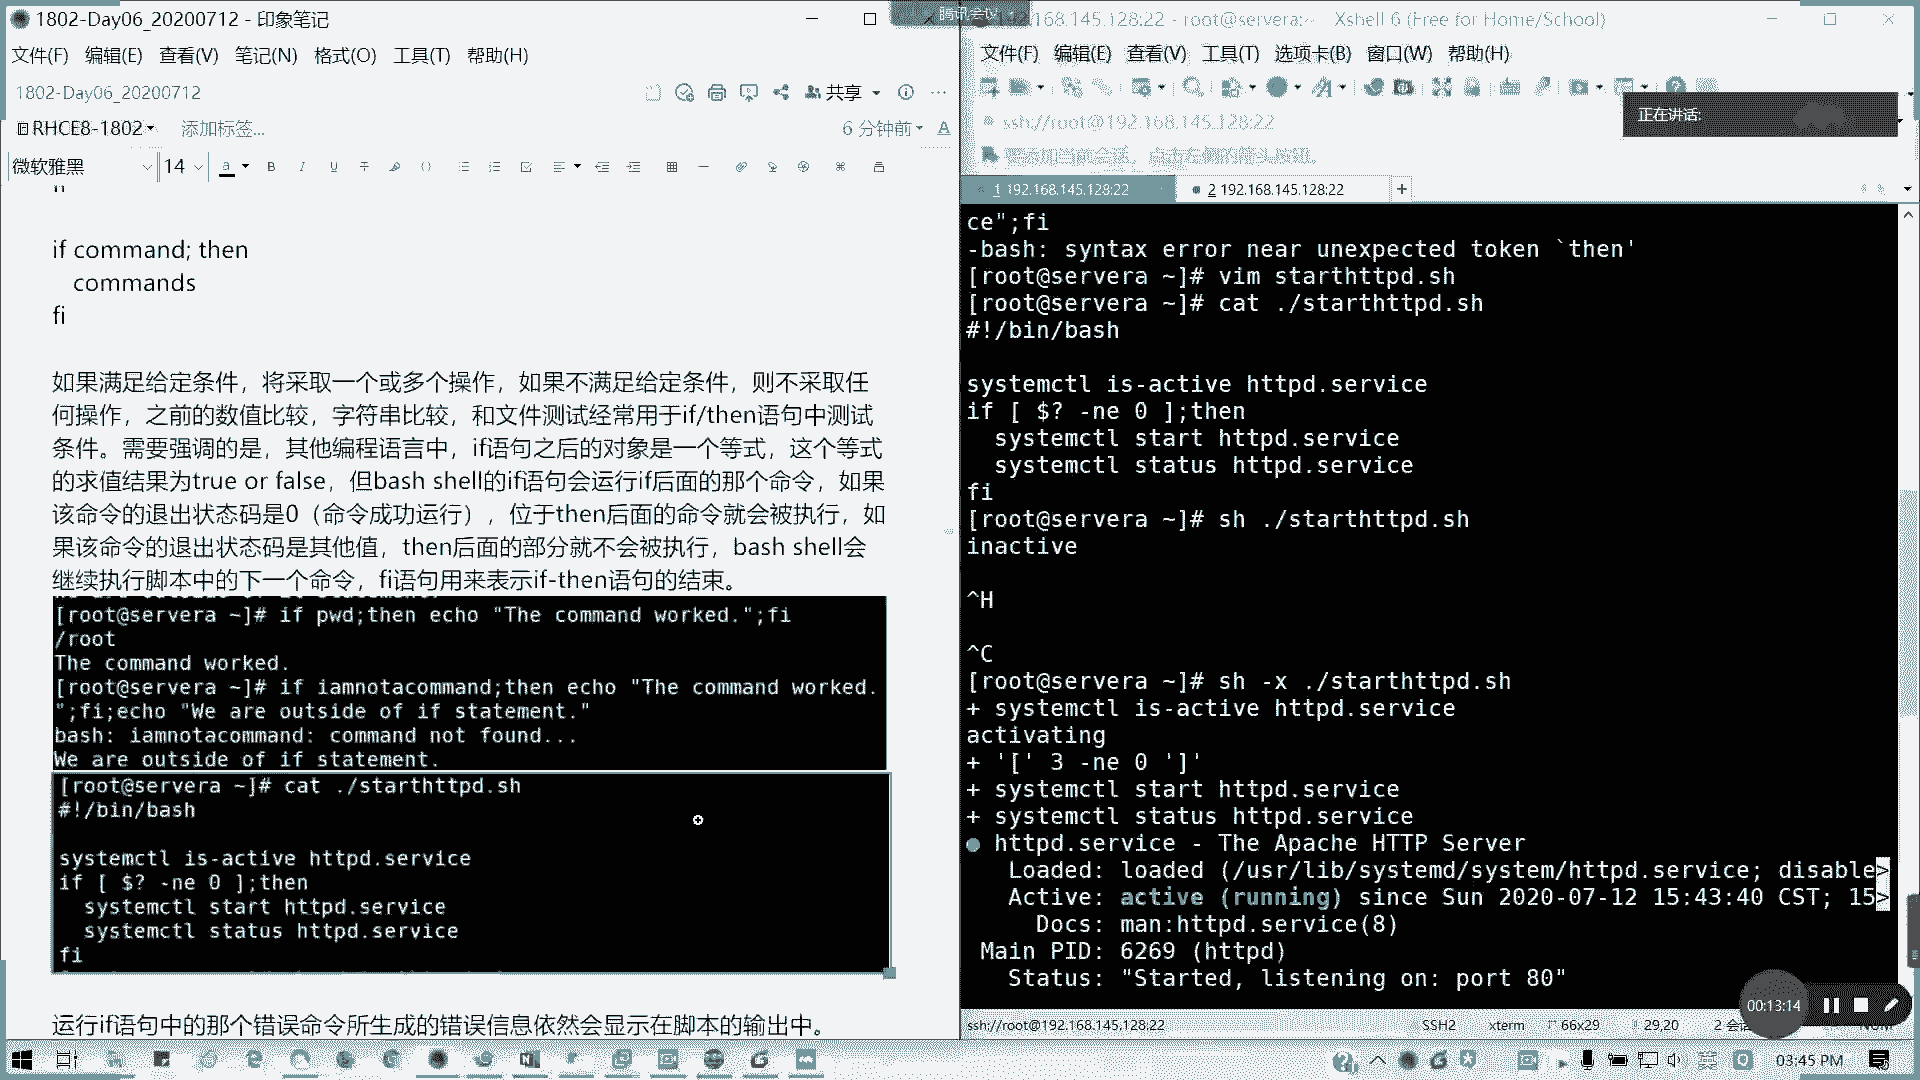 1802-Day06_20200712 - 印象笔记
文件(F) 编辑(E) 查看(V) 笔记(N) 格式(O) 工具(T) 帮助(H)
1802-Day06_20200712
共享
RHCE8-1802
添加标签...
6 分钟前
微软雅黑
14
if command; then
commands
fi
如果满足给定条件，将采取一个或多个操作，如果不满足给定条件，则不采取任
何操作，之前的数值比较，字符串比较，和文件测试经常用于if/then语句中测试
条件。需要强调的是，其他编程语言中，if语句之后的对象是一个等式，这个等式
的求值结果为true or false，但bash shell的if语句会运行if后面的那个命令，如果
该命令的退出状态码是0（命令成功运行），位于then后面的命令就会被执行，如
果该命令的退出状态码是其他值，then后面的部分就不会被执行，bash shell会
继续执行脚本中的下一个命令，fi语句用来表示if-then语句的结束。
[root@servera ~]# if pwd;then echo "The command worked.";fi
/root
The command worked.
[root@servera ~]# if iamnotacommand;then echo "The command worked.
";fi;echo "We are outside of if statement."
bash: iamnotacommand: command not found...
We are outside of if statement.
[root@servera ~]# cat ./starthttpd.sh
#!/bin/bash
systemctl is-active httpd.service
if [ $? -ne 0 ];then
systemctl start httpd.service
systemctl status httpd.service
fi
运行if语句中的那个错误命令所生成的错误信息依然会显示在脚本的输出中。
腾讯会议
192.168.145.128:22 - root@servera:~ Xshell 6 (Free for Home/School)
文件(F) 编辑(E) 查看(V) 工具(T) 选项卡(B) 窗口(W) 帮助(H)
ssh://root@192.168.145.128:22
正在讲话:
要添加当前会话，点击左侧的箭头按钮。
1 192.168.145.128:22
2 192.168.145.128:22
ce";fi
-bash: syntax error near unexpected token `then'
[root@servera ~]# vim starthttpd.sh
[root@servera ~]# cat ./starthttpd.sh
#!/bin/bash
systemctl is-active httpd.service
if [ $? -ne 0 ];then
systemctl start httpd.service
systemctl status httpd.service
fi
[root@servera ~]# sh ./starthttpd.sh
inactive
^H
^C
[root@servera ~]# sh -x ./starthttpd.sh
+ systemctl is-active httpd.service
activating
+ '[' 3 -ne 0 ']'
+ systemctl start httpd.service
+ systemctl status httpd.service
● httpd.service - The Apache HTTP Server
Loaded: loaded (/usr/lib/systemd/system/httpd.service; disable>
Active: active (running) since Sun 2020-07-12 15:43:40 CST; 15>
Docs: man:httpd.service(8)
Main PID: 6269 (httpd)
Status: "Started, listening on: port 80"
00:13:14
ssh://root@192.168.145.128:22
SSH2
xterm
66x29
29,20
2 会
NUM
英
03:45 PM